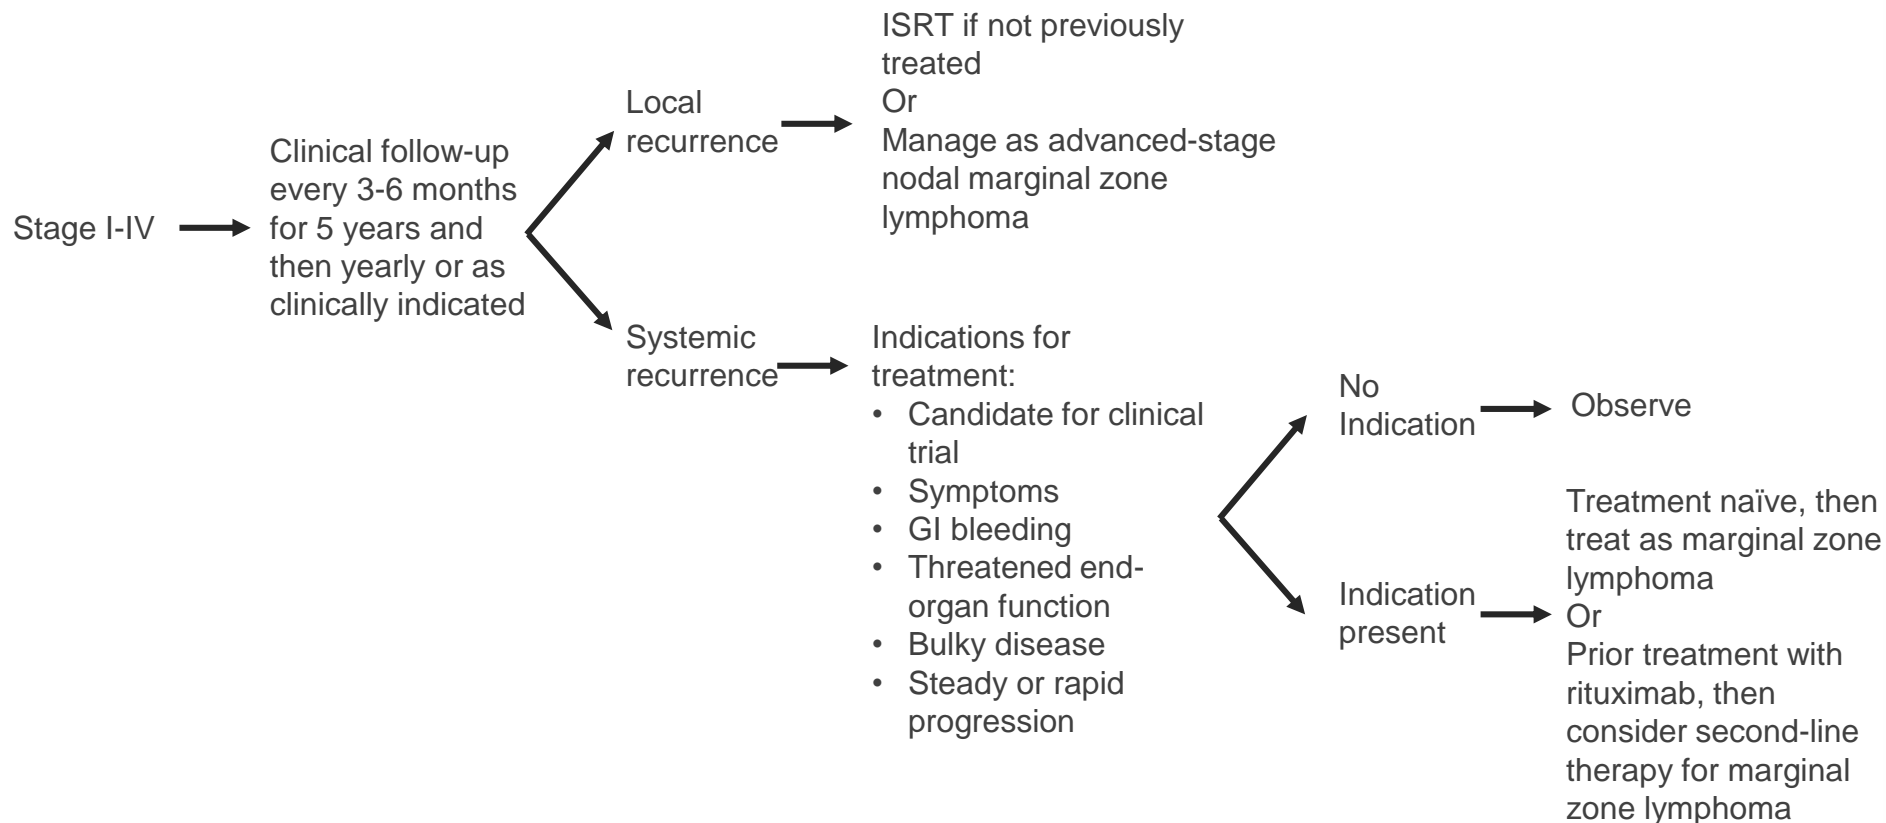 Stage I-IV
Clinical follow-up
every 3-6 months
for 5 years and
then yearly or as
clinically indicated
Local
recurrence
ISRT if not previously
treated
Or
Manage as advanced-stage
nodal marginal zone
lymphoma
Systemic
recurrence
Indications for
treatment:
• Candidate for clinical
trial
• Symptoms
• GI bleeding
• Threatened end-
organ function
• Bulky disease
• Steady or rapid
progression
No
Indication
Observe
Indication
present
Treatment naïve, then
treat as marginal zone
lymphoma
Or
Prior treatment with
rituximab, then
consider second-line
therapy for marginal
zone lymphoma